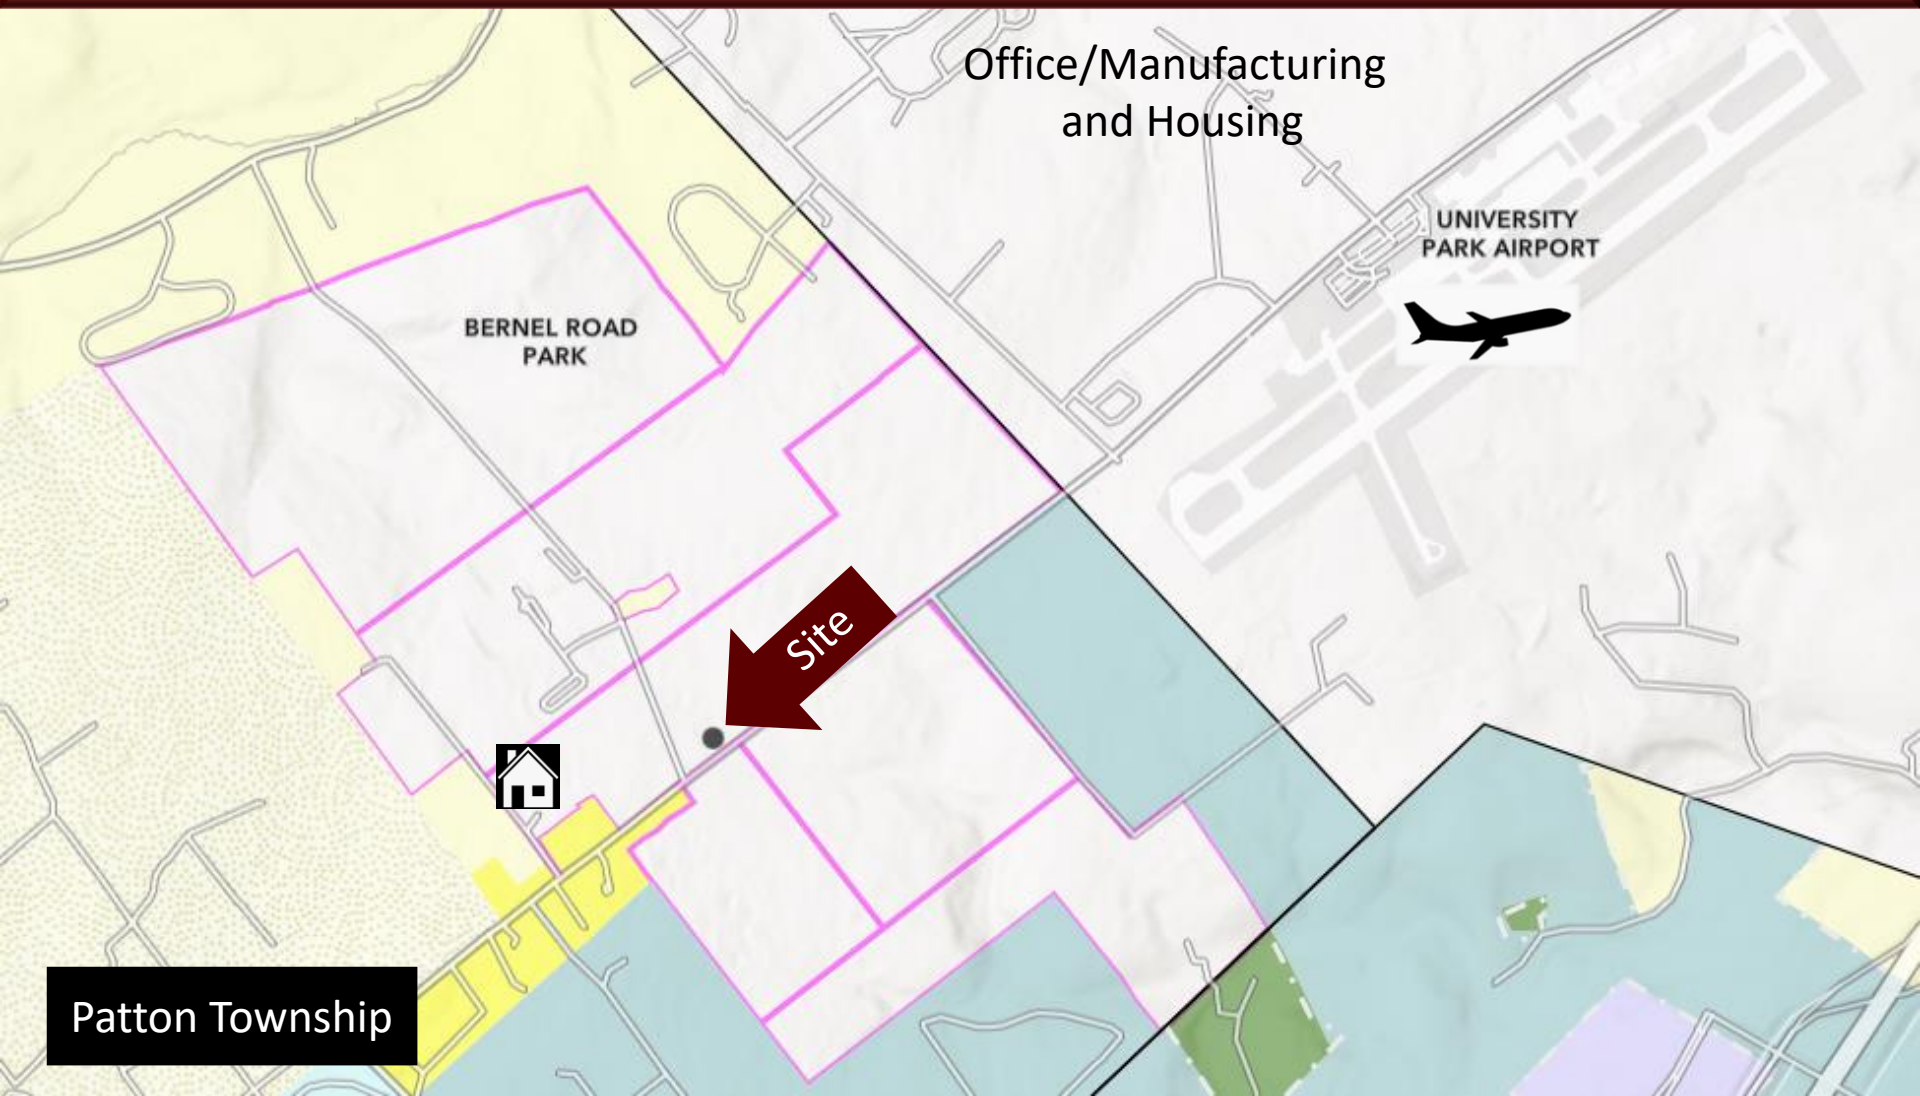 Office/Manufacturing
and Housing
UNIVERSITY
PARK AIRPORT
BERNEL ROAD
PARK
Site
Patton Township